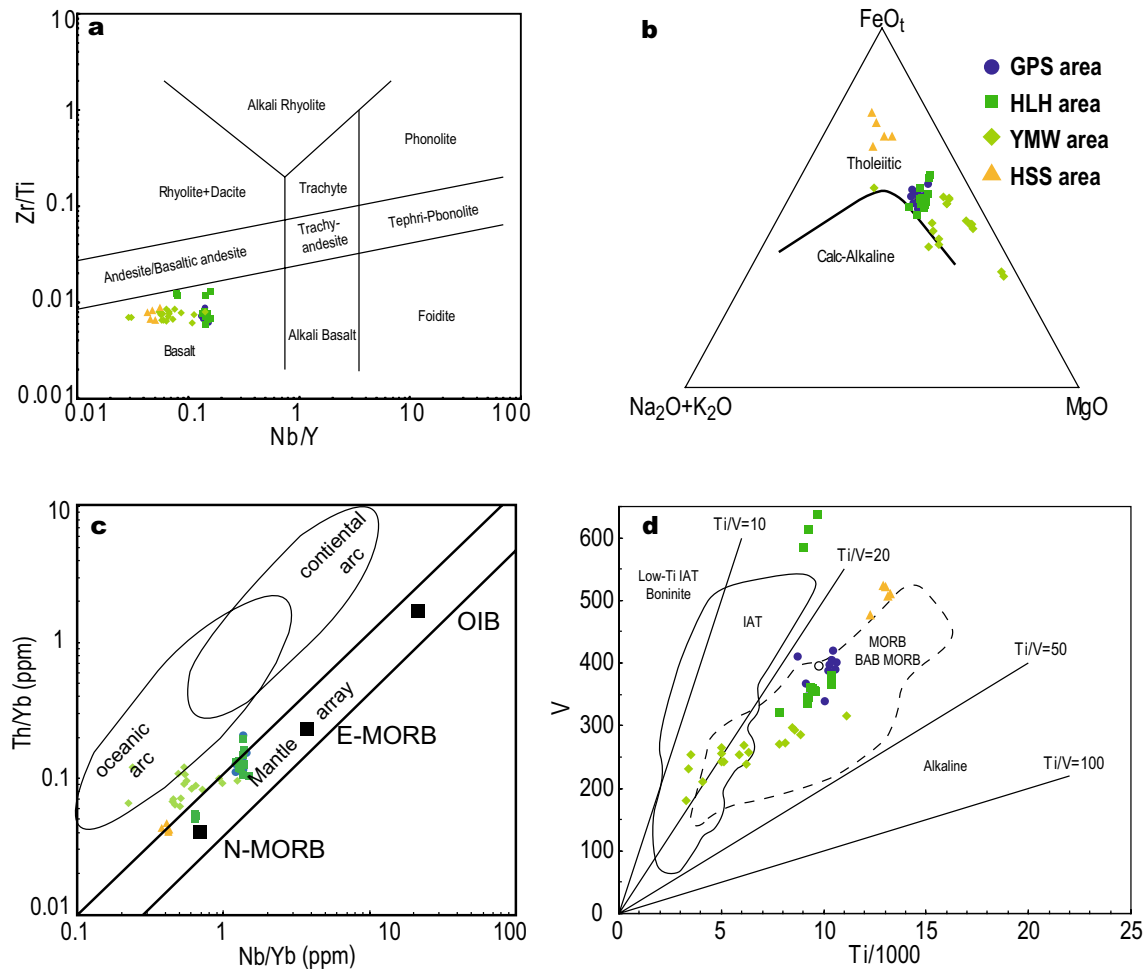 a
10
1
0.1
0.01
0.001
Zr/Ti
Alkali Rhyolite
Phonolite
Rhyolite+Dacite
Trachyte
Tephri-Pbonolite
Trachy-
andesite
Andesite/Basaltic andesite
Foidite
Alkali Basalt
Basalt
0.01
0.1
1
10
100
Nb/Y
b
FeOt
GPS area
HLH area
YMW area
HSS area
Tholeiitic
Calc-Alkaline
Na2O+K2O
MgO
c
10
1
0.1
0.01
Th/Yb (ppm)
contiental
arc
oceanic
arc
Mantle array
OIB
E-MORB
N-MORB
0.1
1
10
100
Nb/Yb (ppm)
d
600
500
400
300
200
100
0
V
Ti/V=10
Ti/V=20
Low-Ti IAT
Boninite
IAT
MORB
BAB MORB
Ti/V=50
Alkaline
Ti/V=100
0
5
10
15
20
25
Ti/1000